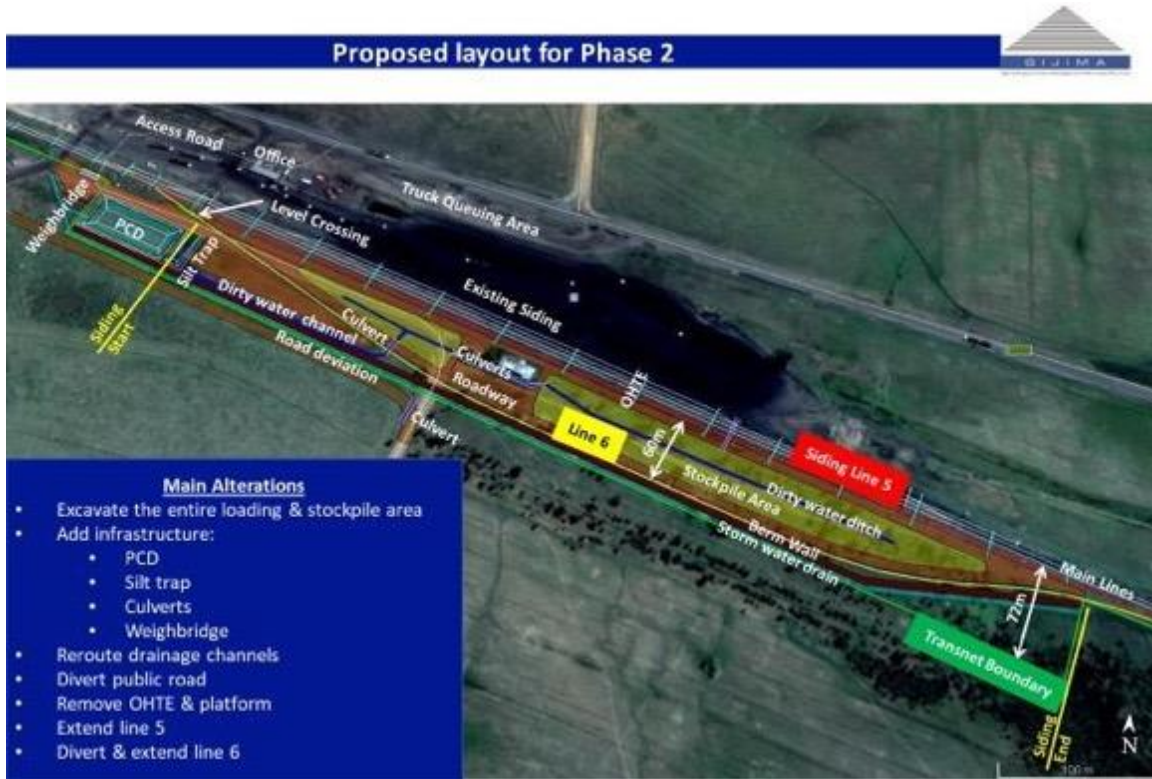 Proposed layout for Phase 2
GIJIMA
Access Road
Office
Truck Queuing Area
Weighbridge
PCD
Level Crossing
Silt Trap
Existing Siding
Siding
Start
Dirty water channel
Culvert
Road deviation
Culverts
Roadway
OHTE
Culvert
Line 6
60m
Siding Line 5
Stockpile Area
Dirty water ditch
Berm Wall
Storm water drain
Main Lines
72m
Transnet Boundary
Siding
End
N
100 m
Main Alterations
• Excavate the entire loading & stockpile area
• Add infrastructure:
• PCD
• Silt trap
• Culverts
• Weighbridge
• Reroute drainage channels
• Divert public road
• Remove OHTE & platform
• Extend line 5
• Divert & extend line 6